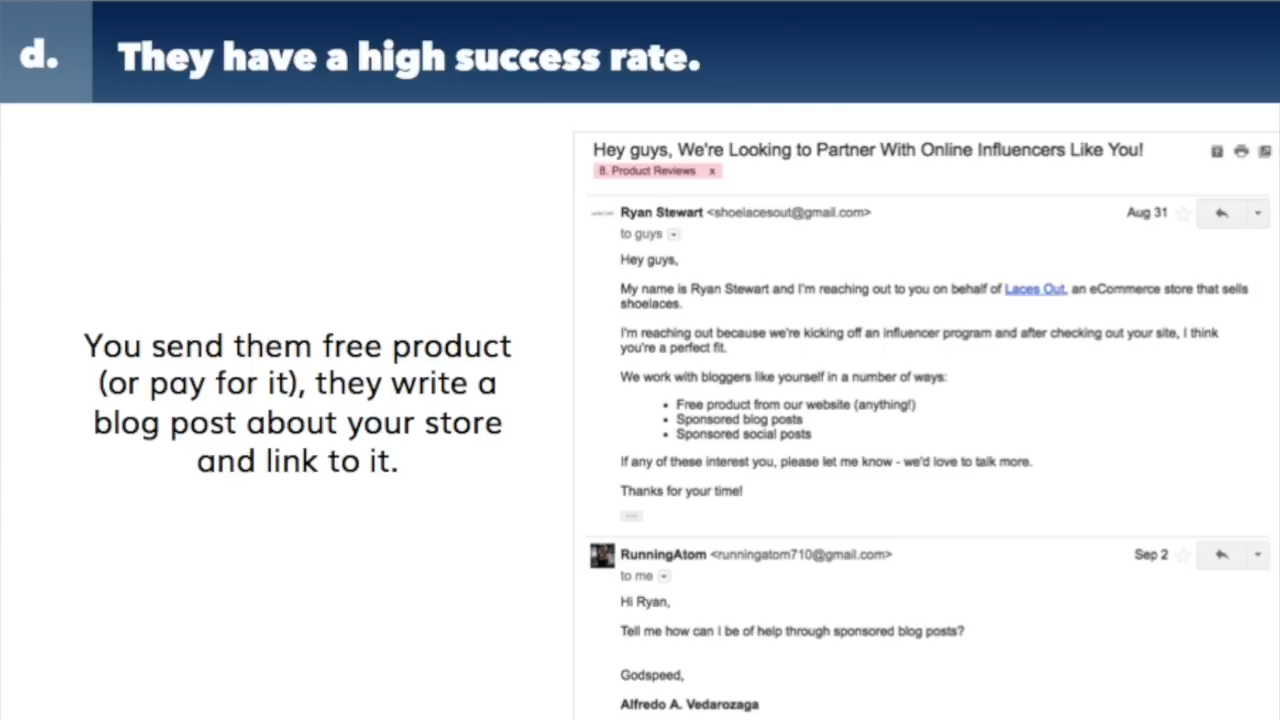 d.
They have a high success rate.
You send them free product
(or pay for it), they write a
blog post about your store
and link to it.
Hey guys, We're Looking to Partner With Online Influencers Like You!
8. Product Reviews x
Ryan Stewart <shoelacesout@gmail.com>
Aug 31
to guys
Hey guys,
My name is Ryan Stewart and I'm reaching out to you on behalf of Laces Out, an eCommerce store that sells
shoelaces.
I'm reaching out because we're kicking off an influencer program and after checking out your site, I think
you're a perfect fit.
We work with bloggers like yourself in a number of ways:
• Free product from our website (anything!)
• Sponsored blog posts
• Sponsored social posts
If any of these interest you, please let me know - we'd love to talk more.
Thanks for your time!
RunningAtom <runningatom710@gmail.com>
Sep 2
to me
Hi Ryan,
Tell me how can I be of help through sponsored blog posts?
Godspeed,
Alfredo A. Vedarozaga